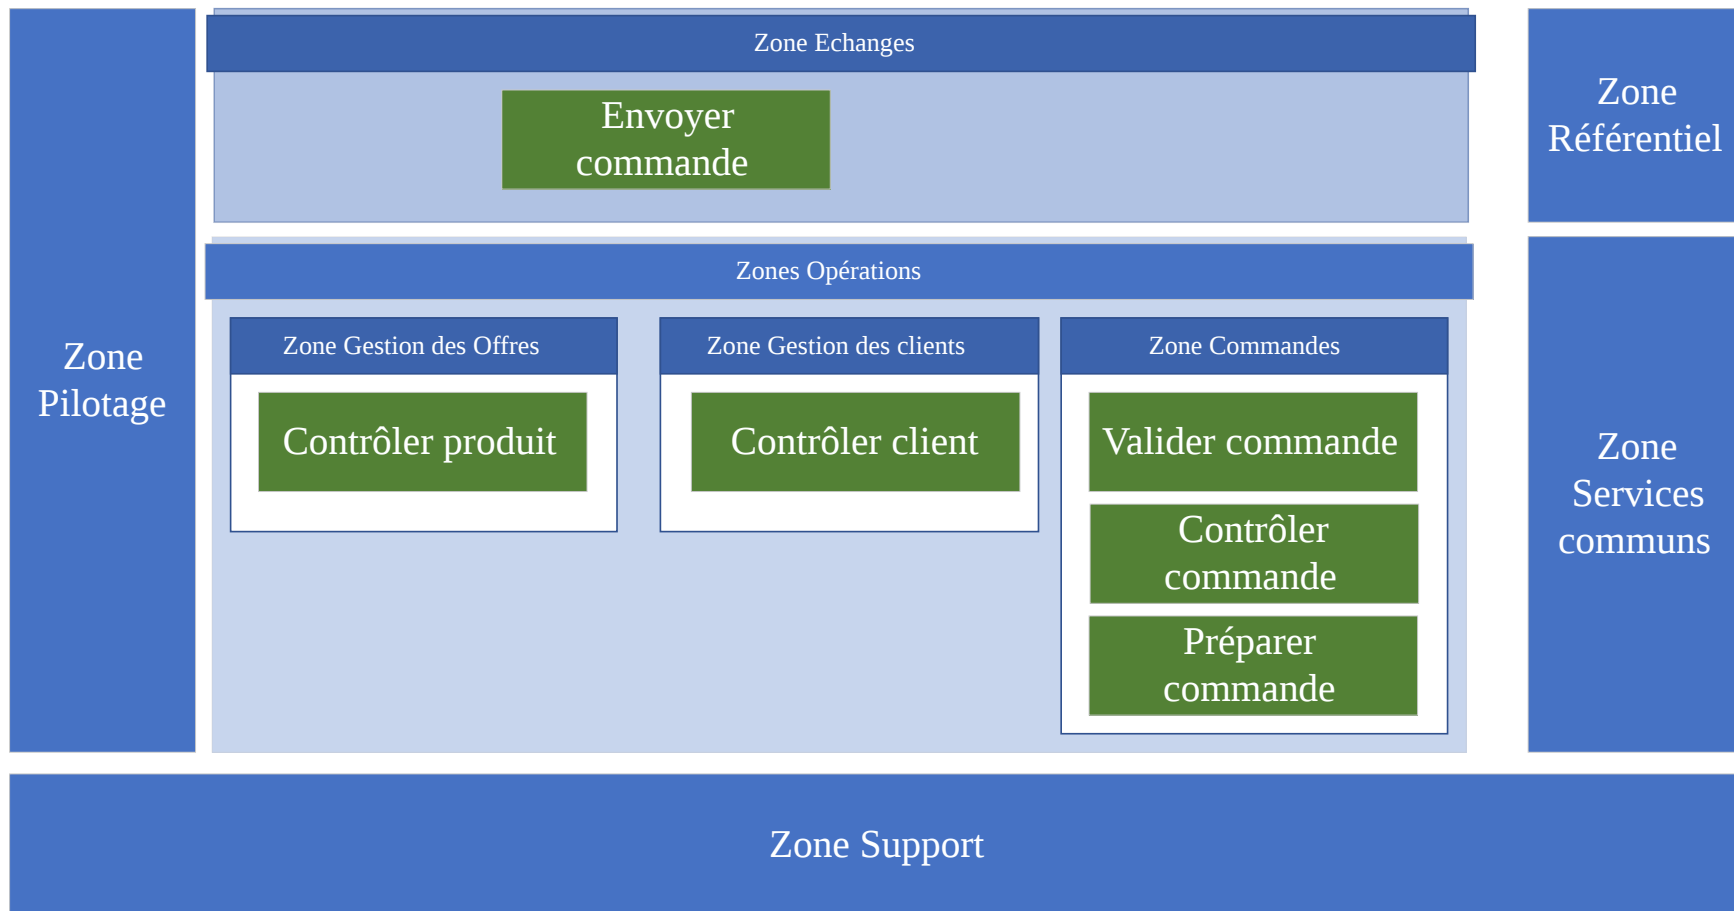 Zone Echanges
Envoyer
commande
Zone
Référentiel
Zones Opérations
Zone
Pilotage
Zone Gestion des Offres
Contrôler produit
Zone Gestion des clients
Contrôler client
Zone Commandes
Valider commande
Contrôler
commande
Préparer
commande
Zone
Services
communs
Zone Support